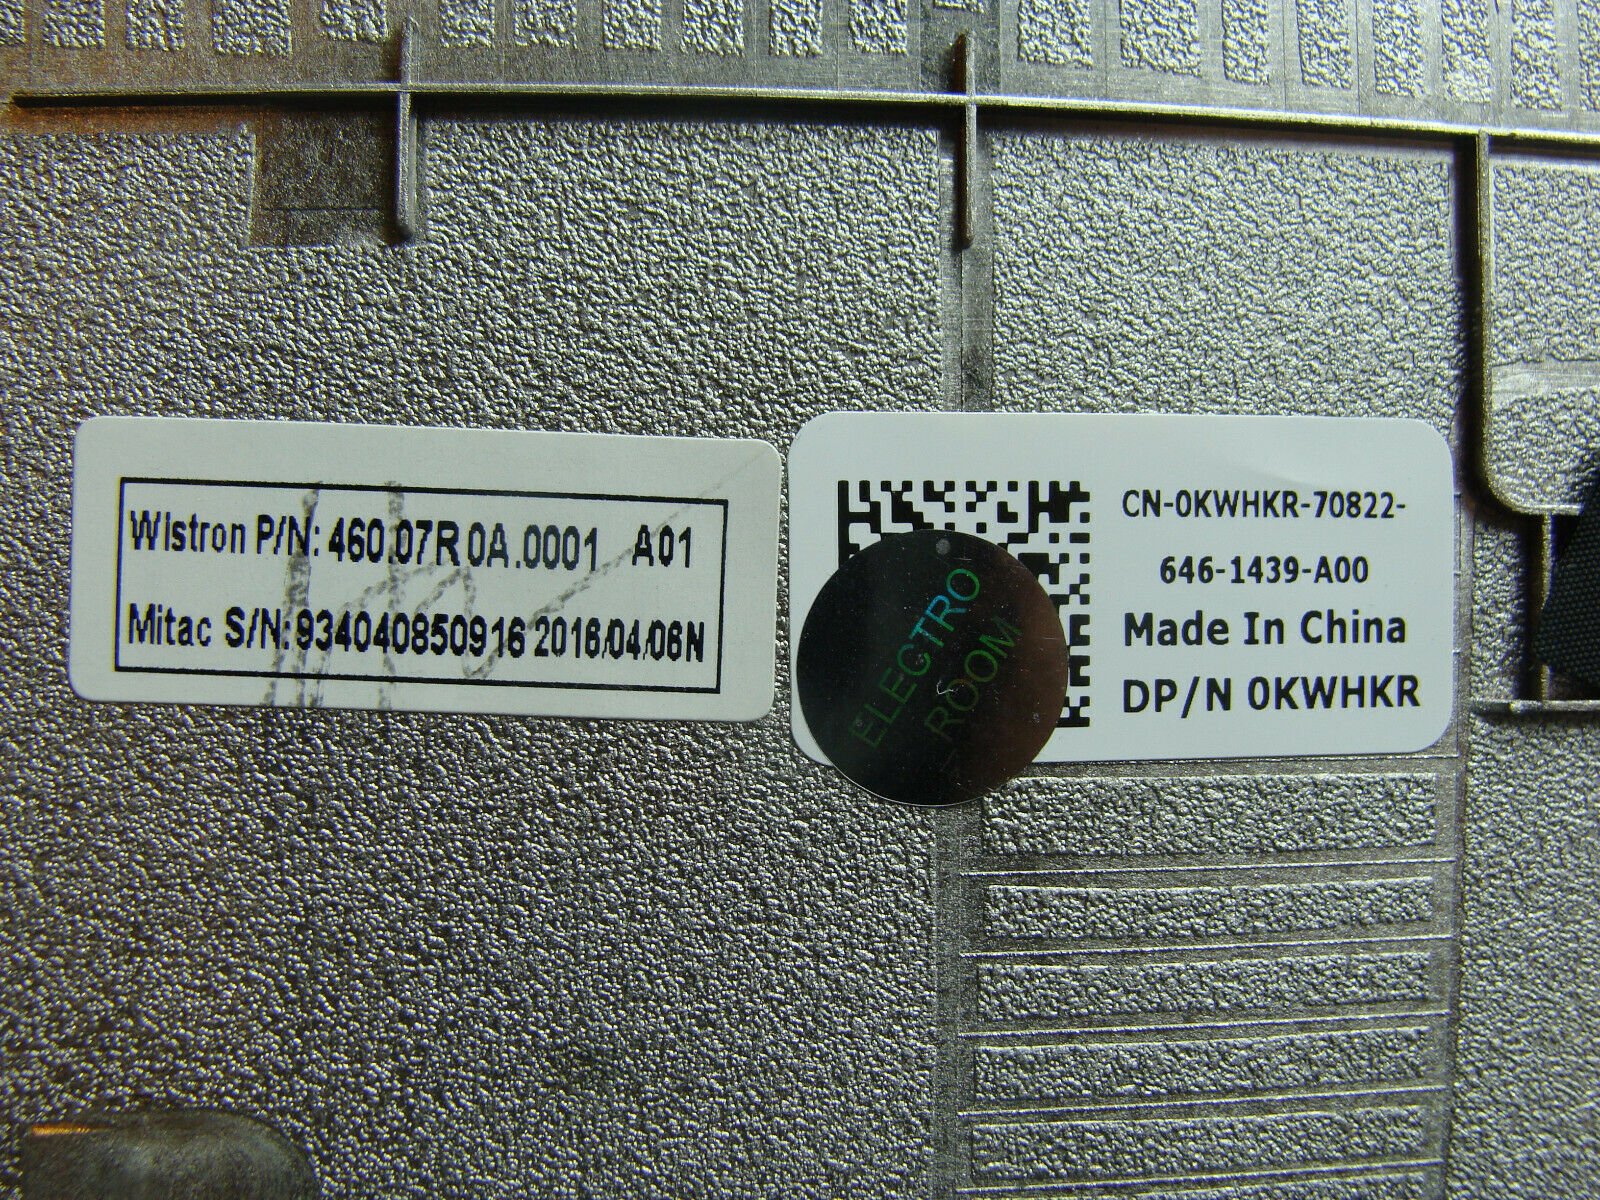 Wistron P/N: 460.07R0A.0001 A01
Mitac S/N: 934040850916 2016/04/06N
CN-0KWHKR-70822-
646-1439-A00
Made In China
DP/N 0KWHKR
ELECTRO
ROOM